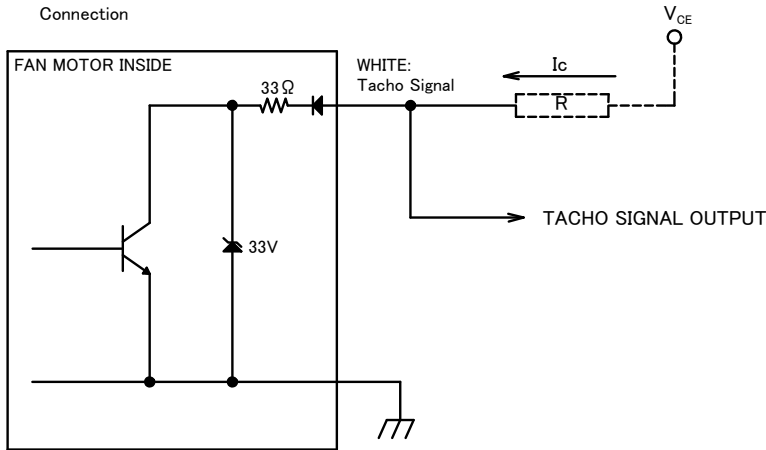 Connection
V_CE
FAN MOTOR INSIDE
WHITE:
Tacho Signal
Ic
33Ω
R
TACHO SIGNAL OUTPUT
33V